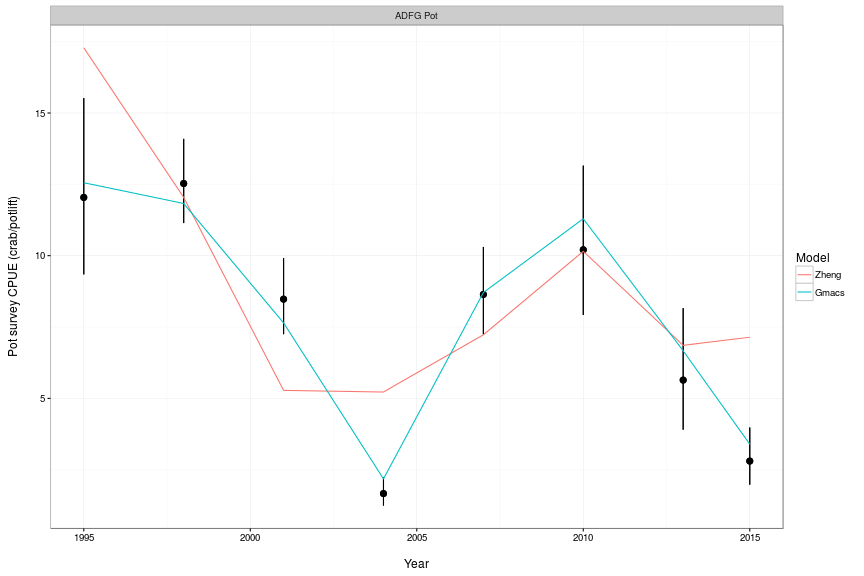 ADFG Pot
Pot survey CPUE (crab/potlift)
15
10
5
1995 2000 2005 2010 2015
Year
Model
Zheng
Gmacs